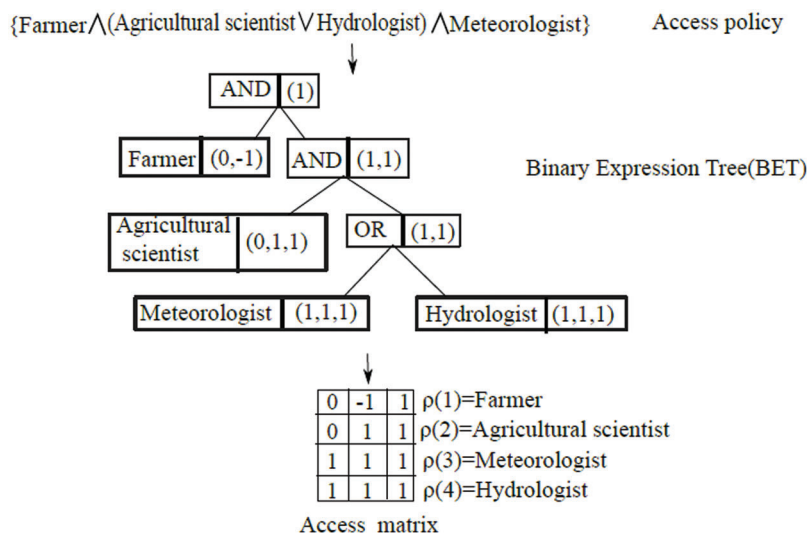 {Farmer⋀(Agricultural scientist⋁Hydrologist) ⋀Meteorologist} Access policy
AND (1)
Farmer (0,-1) AND (1,1)
Binary Expression Tree(BET)
Agricultural
scientist (0,1,1)
OR (1,1)
Meteorologist (1,1,1) Hydrologist (1,1,1)
0 -1 1 ρ(1)=Farmer
0 1 1 ρ(2)=Agricultural scientist
1 1 1 ρ(3)=Meteorologist
1 1 1 ρ(4)=Hydrologist
Access matrix